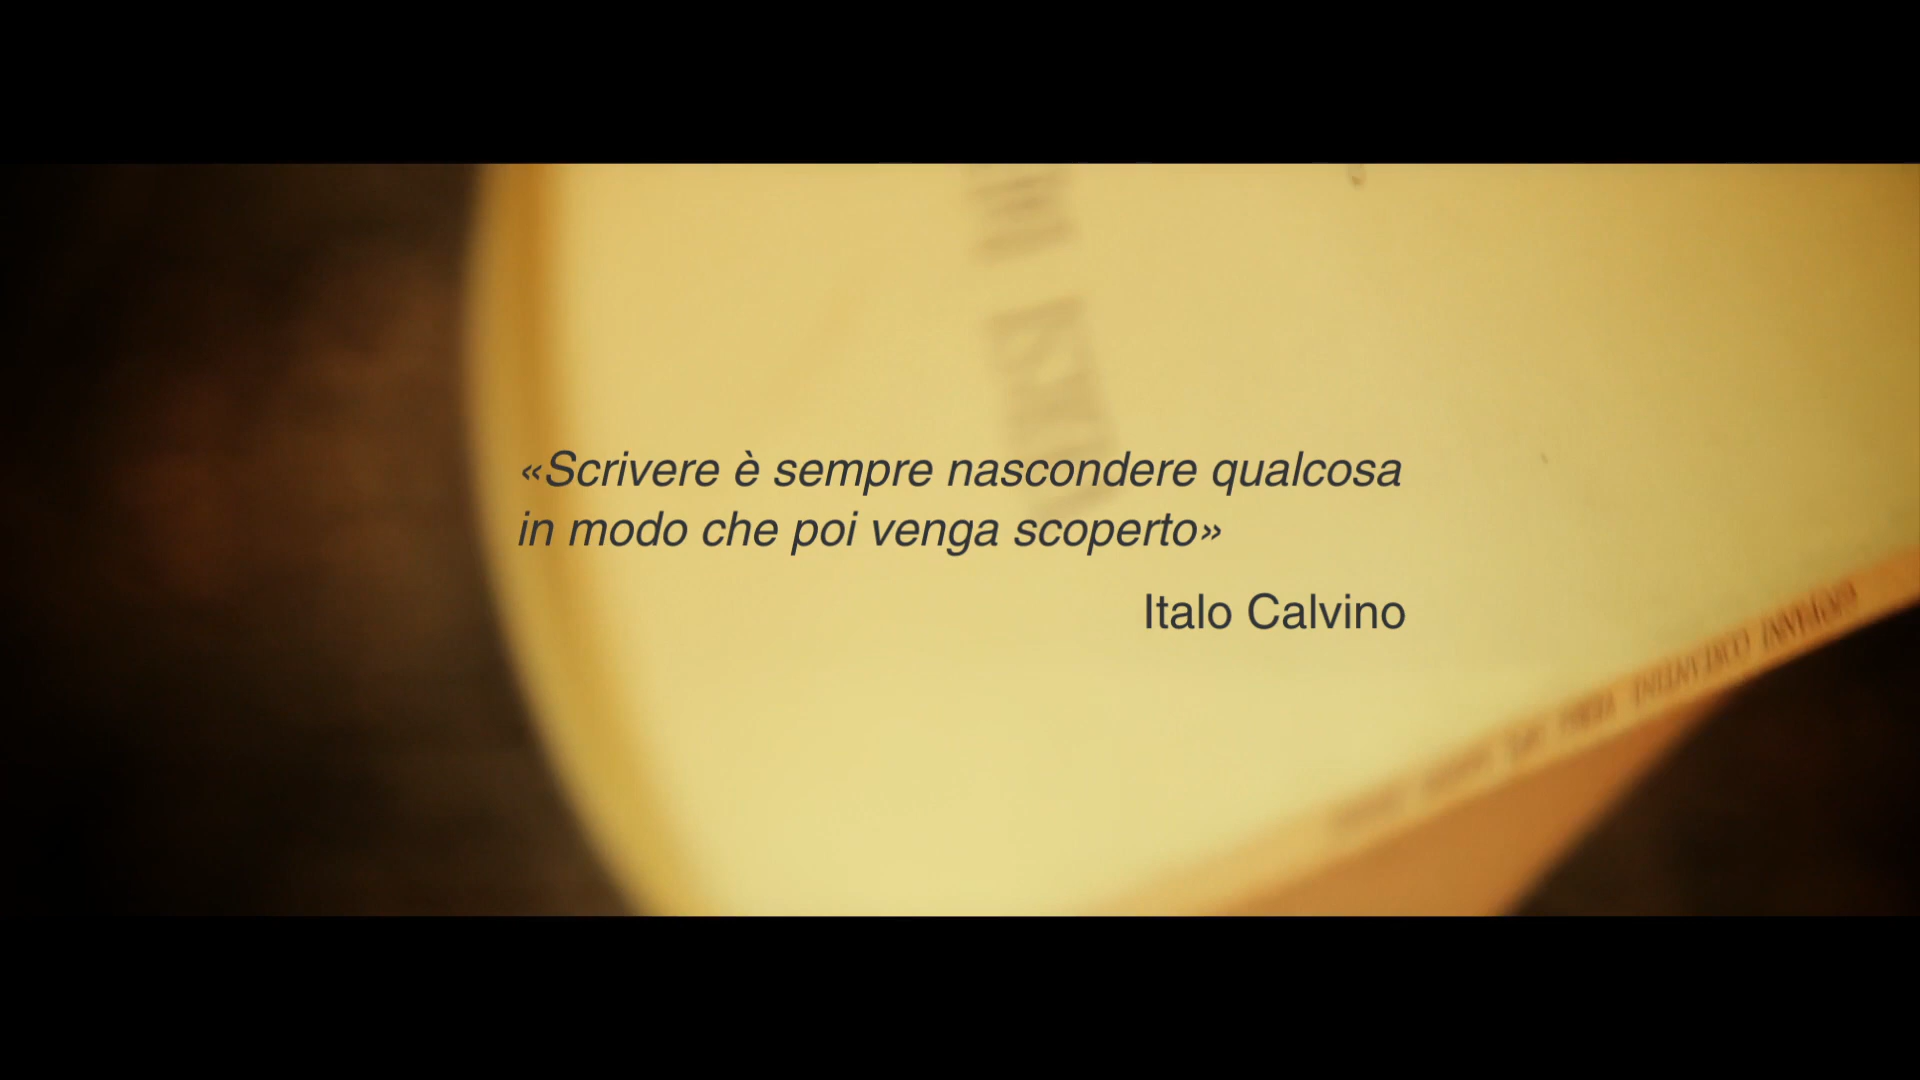 «Scrivere è sempre nascondere qualcosa
in modo che poi venga scoperto»
Italo Calvino